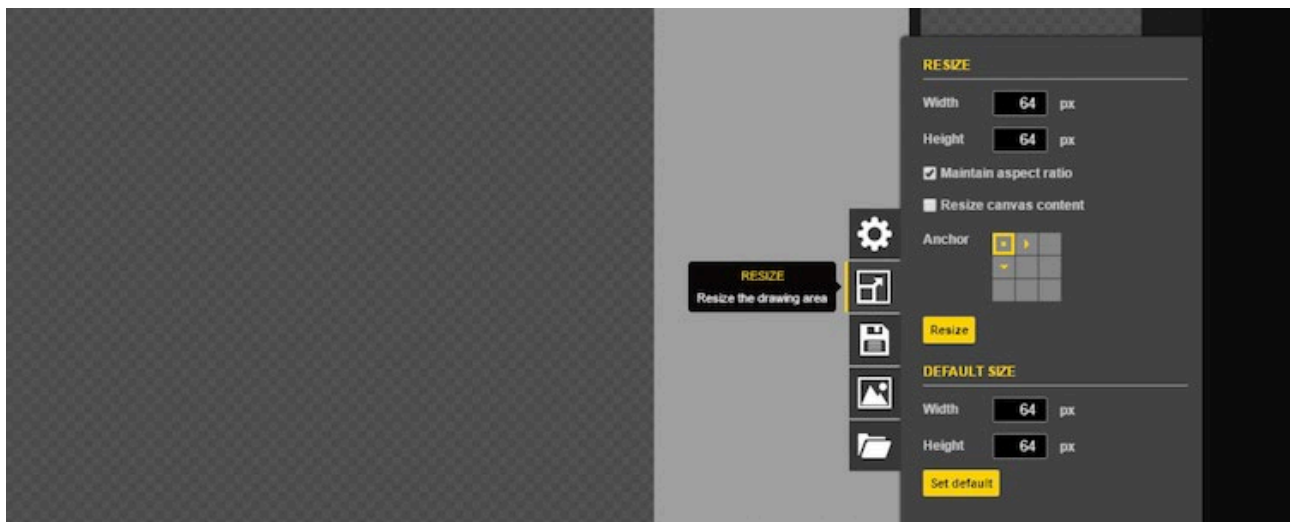 RESIZE
Width 64 px
Height 64 px
Maintain aspect ratio
Resize canvas content
Anchor
RESIZE
Resize the drawing area
Resize
DEFAULT SIZE
Width 64 px
Height 64 px
Set default